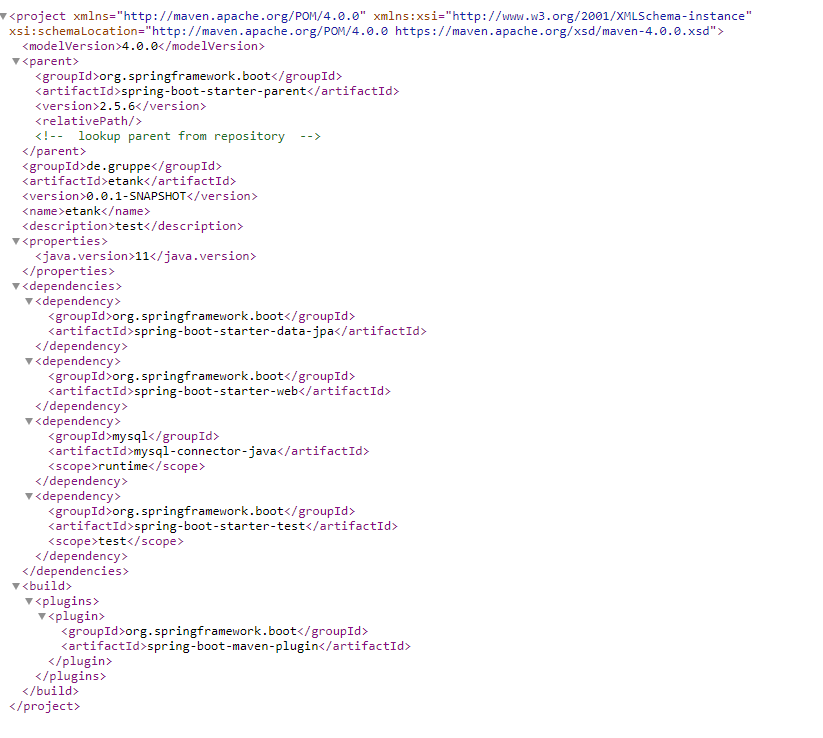 <project xmlns="http://maven.apache.org/POM/4.0.0" xmlns:xsi="http://www.w3.org/2001/XMLSchema-instance"
xsi:schemaLocation="http://maven.apache.org/POM/4.0.0 https://maven.apache.org/xsd/maven-4.0.0.xsd">
<modelVersion>4.0.0</modelVersion>
<parent>
<groupId>org.springframework.boot</groupId>
<artifactId>spring-boot-starter-parent</artifactId>
<version>2.5.6</version>
<relativePath/>
<!--  lookup parent from repository  -->
</parent>
<groupId>de.gruppe</groupId>
<artifactId>etank</artifactId>
<version>0.0.1-SNAPSHOT</version>
<name>etank</name>
<description>test</description>
<properties>
<java.version>11</java.version>
</properties>
<dependencies>
<dependency>
<groupId>org.springframework.boot</groupId>
<artifactId>spring-boot-starter-data-jpa</artifactId>
</dependency>
<dependency>
<groupId>org.springframework.boot</groupId>
<artifactId>spring-boot-starter-web</artifactId>
</dependency>
<dependency>
<groupId>mysql</groupId>
<artifactId>mysql-connector-java</artifactId>
<scope>runtime</scope>
</dependency>
<dependency>
<groupId>org.springframework.boot</groupId>
<artifactId>spring-boot-starter-test</artifactId>
<scope>test</scope>
</dependency>
</dependencies>
<build>
<plugins>
<plugin>
<groupId>org.springframework.boot</groupId>
<artifactId>spring-boot-maven-plugin</artifactId>
</plugin>
</plugins>
</build>
</project>